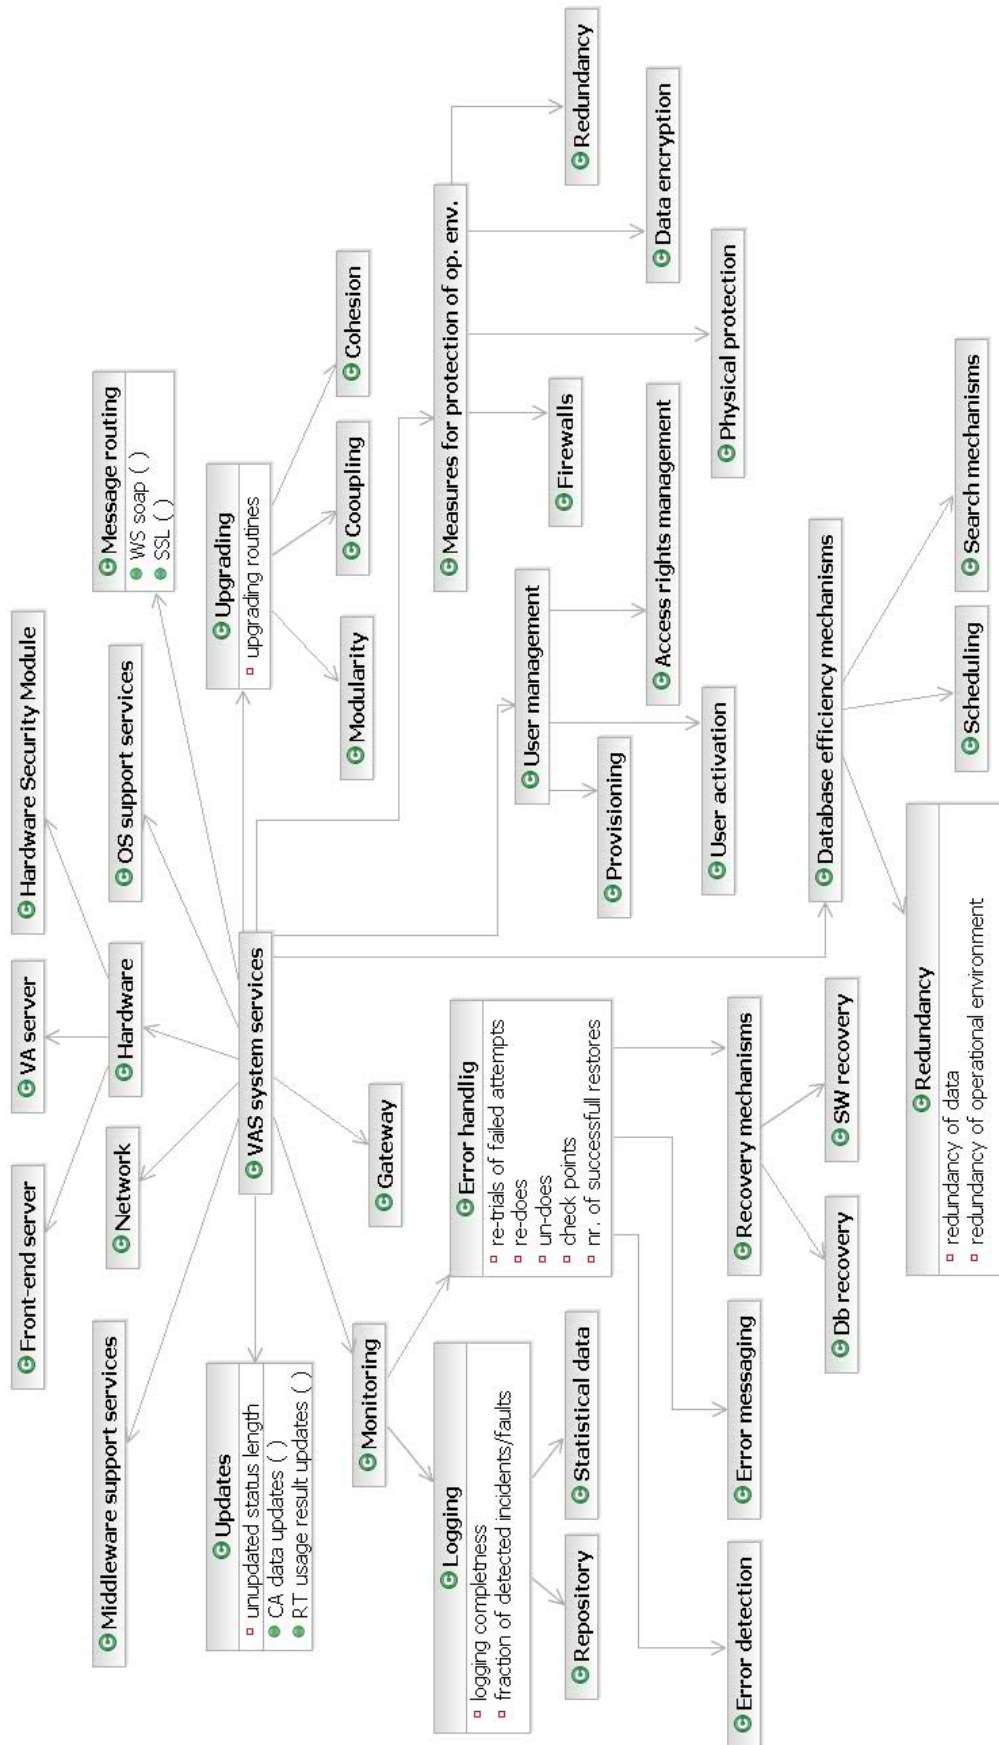 Front-end server
VA server
Hardware Security Module
Middleware support services
Network
Hardware
OS support services
Message routing
WS soap ( )
SSL ( )
Updates
unupdated status length
CA data updates ( )
RT usage result updates ( )
VAS system services
Upgrading
upgrading routines
Monitoring
Gateway
Modularity
Cooupling
Cohesion
Logging
logging completness
fraction of detected incidents/faults
Error handlig
re-trials of failed attempts
re-does
un-does
check points
nr. of successfull restores
User management
Measures for protection of op. env.
Repository
Statistical data
Provisioning
Access rights management
User activation
Firewalls
Physical protection
Data encryption
Redundancy
Error detection
Error messaging
Recovery mechanisms
Db recovery
SW recovery
Database efficiency mechanisms
Redundancy
redundancy of data
redundancy of operational environment
Scheduling
Search mechanisms